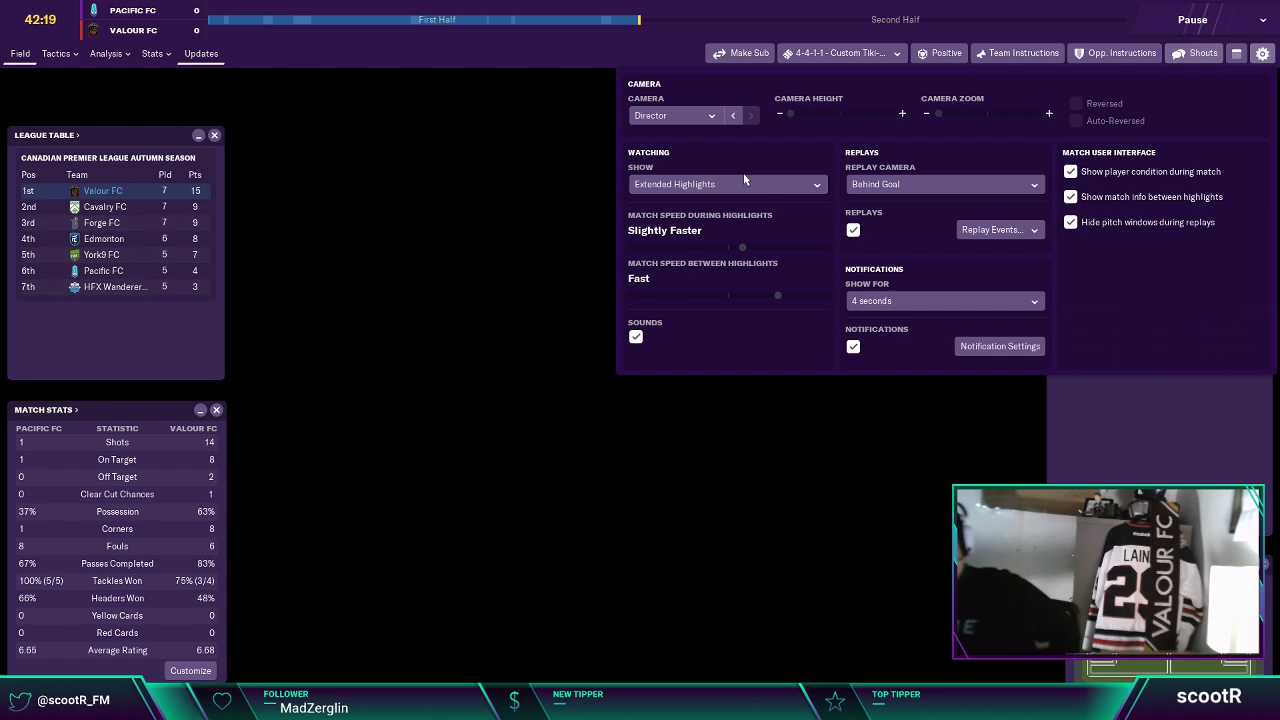 42:19
PACIFIC FC 0
VALOUR FC 0
First Half
Second Half
Pause
Field
Tactics
Analysis
Stats
Updates
Make Sub
4-4-1-1 - Custom Tiki-...
Positive
Team Instructions
Opp. Instructions
Shouts
CAMERA
CAMERA
Director
CAMERA HEIGHT
CAMERA ZOOM
Reversed
Auto-Reversed
LEAGUE TABLE >
CANADIAN PREMIER LEAGUE AUTUMN SEASON
Pos Team Pld Pts
1st Valour FC 7 15
2nd Cavalry FC 7 9
3rd Forge FC 7 9
4th Edmonton 6 8
5th York9 FC 5 7
6th Pacific FC 5 4
7th HFX Wanderer... 5 3
WATCHING
SHOW
Extended Highlights
MATCH SPEED DURING HIGHLIGHTS
Slightly Faster
MATCH SPEED BETWEEN HIGHLIGHTS
Fast
SOUNDS
REPLAYS
REPLAY CAMERA
Behind Goal
REPLAYS
Replay Events...
NOTIFICATIONS
SHOW FOR
4 seconds
NOTIFICATIONS
Notification Settings
MATCH USER INTERFACE
Show player condition during match
Show match info between highlights
Hide pitch windows during replays
MATCH STATS >
PACIFIC FC STATISTIC VALOUR FC
1 Shots 14
1 On Target 8
0 Off Target 2
0 Clear Cut Chances 1
37% Possession 63%
1 Corners 8
8 Fouls 6
67% Passes Completed 83%
100% (5/5) Tackles Won 75% (3/4)
66% Headers Won 48%
0 Yellow Cards 0
0 Red Cards 0
6.65 Average Rating 6.68
Customize
Reebok
LAIN
2
VALOUR FC
@scootR_FM
FOLLOWER
MadZerglin
NEW TIPPER
TOP TIPPER
scootR